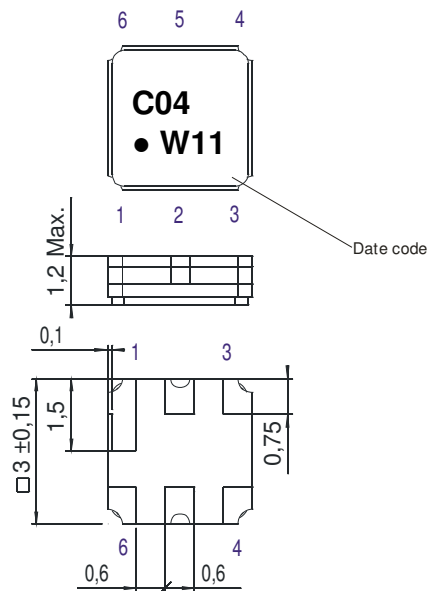 6 5 4
C04
● W11
1 2 3
Date code
1,2 Max.
0,1
1 3
□3 ±0,15
1,5
0,75
6 4
0,6 0,6